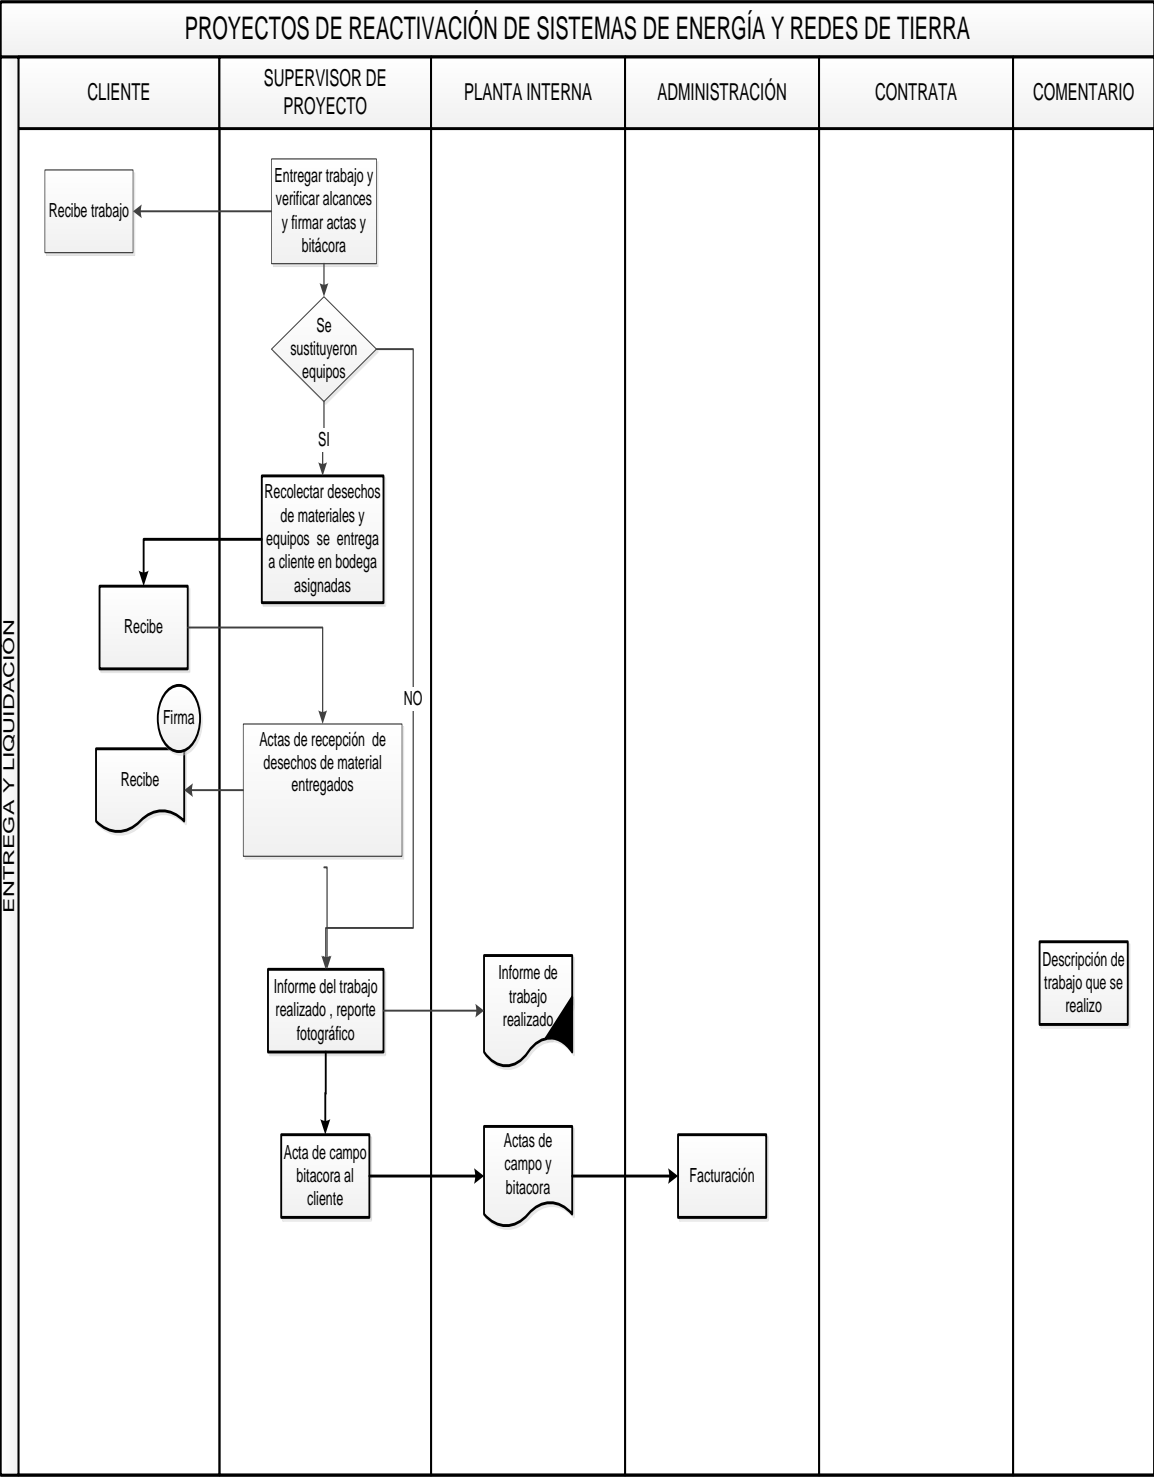 PROYECTOS DE REACTIVACIÓN DE SISTEMAS DE ENERGÍA Y REDES DE TIERRA
CLIENTE
SUPERVISOR DE
PROYECTO
PLANTA INTERNA
ADMINISTRACIÓN
CONTRATA
COMENTARIO
ENTREGA Y LIQUIDACIÓN
Recibe trabajo
Entregar trabajo y
verificar alcances
y firmar actas y
bitácora
Se
sustituyeron
equipos
SI
Recolectar desechos
de materiales y
equipos se entrega
a cliente en bodega
asignadas
Recibe
NO
Firma
Actas de recepción de
desechos de material
entregados
Recibe
Informe del trabajo
realizado , reporte
fotográfico
Informe de
trabajo
realizado
Descripción de
trabajo que se
realizo
Acta de campo
bitacora al
cliente
Actas de
campo y
bitacora
Facturación